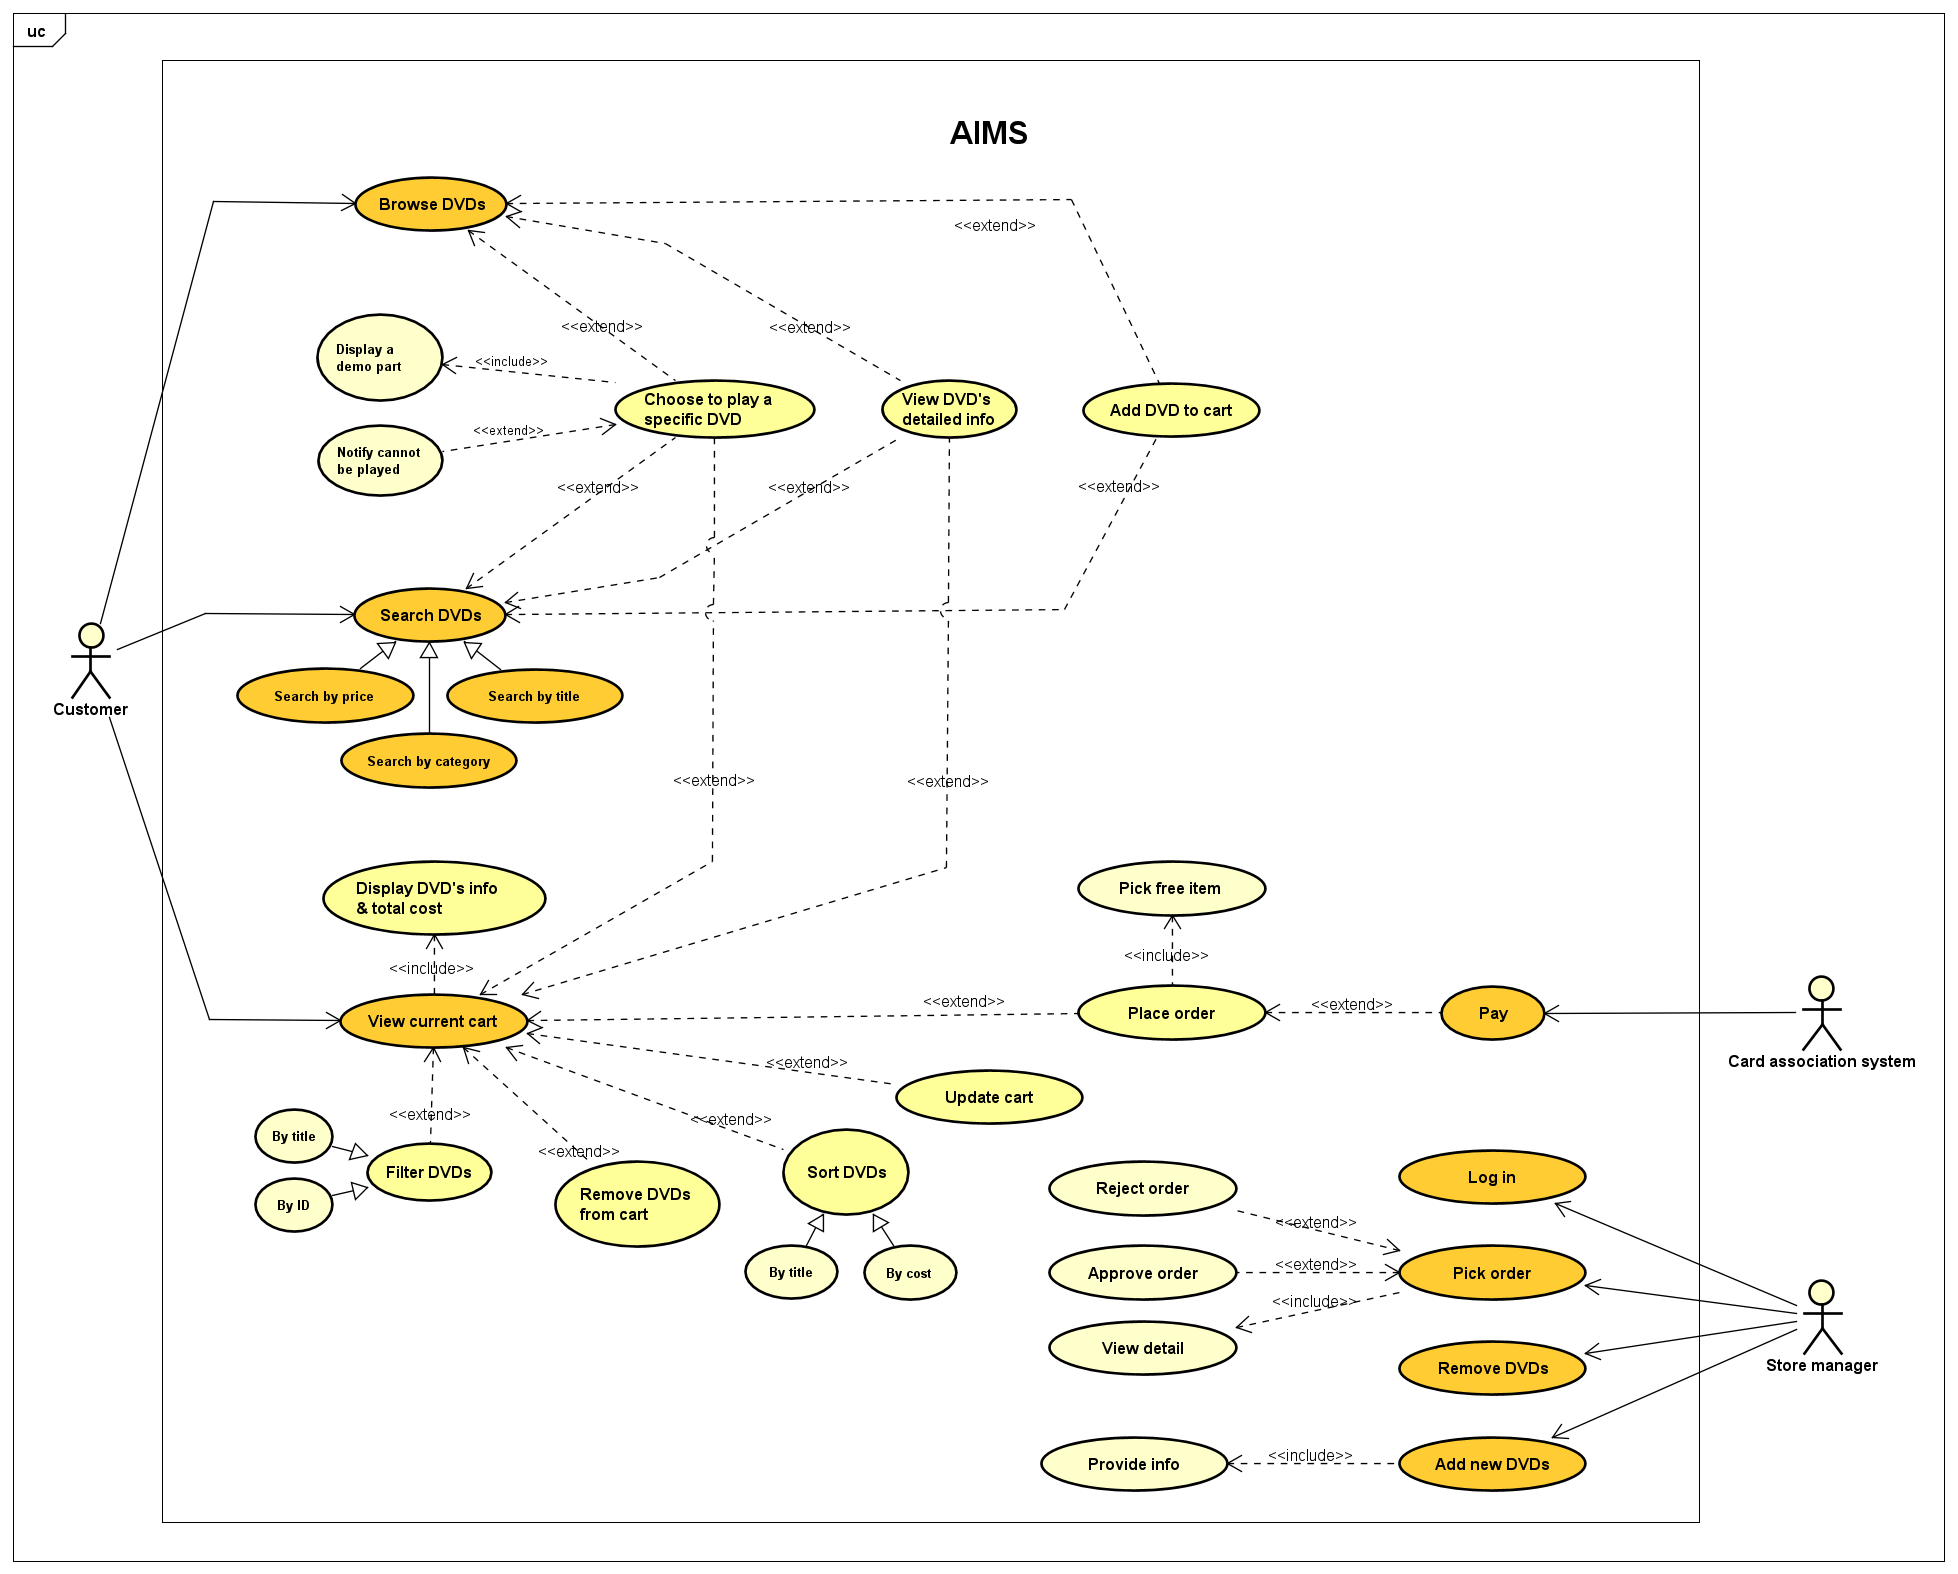 uc
AIMS
Browse DVDs
<<extend>>
<<extend>>
<<extend>>
Display a
demo part
<<include>>
Choose to play a
specific DVD
View DVD's
detailed info
Add DVD to cart
Notify cannot
be played
<<extend>>
<<extend>>
<<extend>>
<<extend>>
Search DVDs
Search by price
Search by title
Search by category
Customer
<<extend>>
<<extend>>
Display DVD's info
& total cost
<<include>>
Pick free item
<<include>>
View current cart
<<extend>>
Place order
<<extend>>
Pay
Card association system
<<extend>>
Update cart
<<extend>>
<<extend>>
<<extend>>
By title
By ID
Filter DVDs
Remove DVDs
from cart
Sort DVDs
By title
By cost
Reject order
<<extend>>
Log in
Approve order
<<extend>>
Pick order
<<include>>
View detail
Remove DVDs
Store manager
Provide info
<<include>>
Add new DVDs